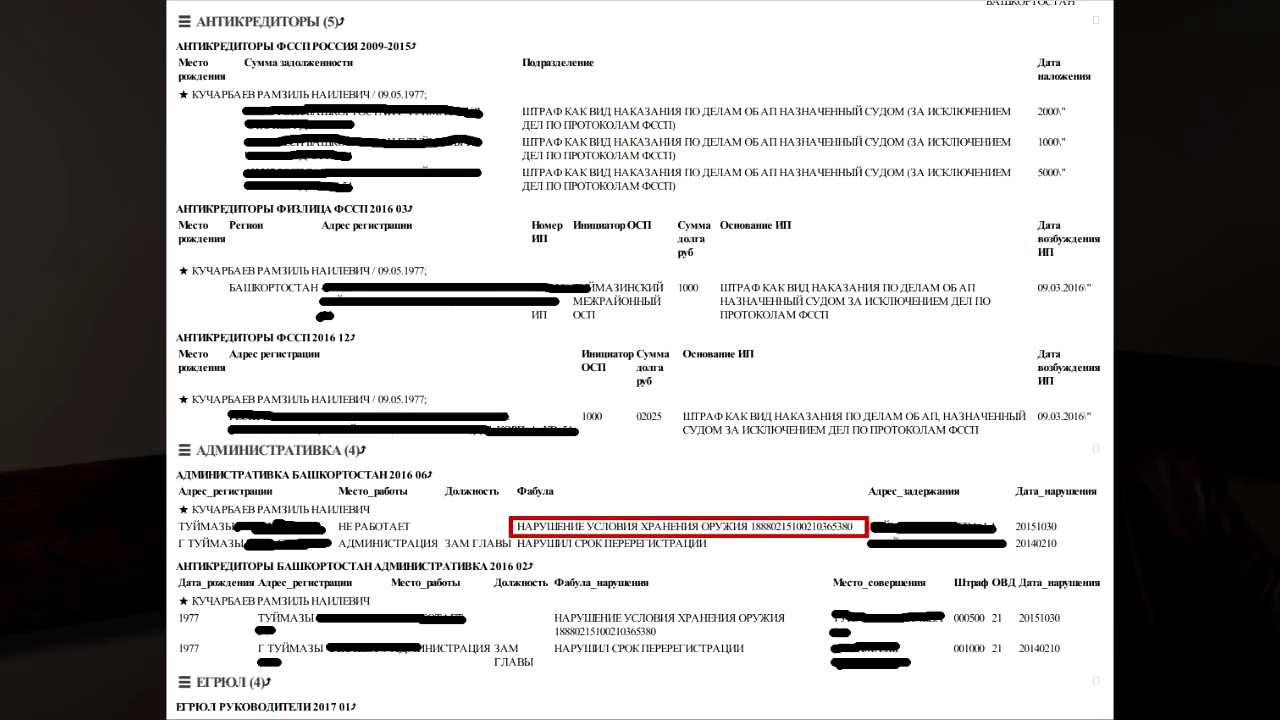 БАШКОРТОСТАН
АНТИКРЕДИТОРЫ (5)
АНТИКРЕДИТОРЫ ФССП РОССИЯ 2009-2015
Место рождения Сумма задолженности Подразделение Дата наложения
★ КУЧАРБАЕВ РАМЗИЛЬ НАИЛЕВИЧ / 09.05.1977;
ШТРАФ КАК ВИД НАКАЗАНИЯ ПО ДЕЛАМ ОБ АП НАЗНАЧЕННЫЙ СУДОМ (ЗА ИСКЛЮЧЕНИЕМ 2000\"
ДЕЛ ПО ПРОТОКОЛАМ ФССП)
ШТРАФ КАК ВИД НАКАЗАНИЯ ПО ДЕЛАМ ОБ АП НАЗНАЧЕННЫЙ СУДОМ (ЗА ИСКЛЮЧЕНИЕМ 1000\"
ДЕЛ ПО ПРОТОКОЛАМ ФССП)
ШТРАФ КАК ВИД НАКАЗАНИЯ ПО ДЕЛАМ ОБ АП НАЗНАЧЕННЫЙ СУДОМ (ЗА ИСКЛЮЧЕНИЕМ 5000\"
ДЕЛ ПО ПРОТОКОЛАМ ФССП)
АНТИКРЕДИТОРЫ ФИЗЛИЦА ФССП 2016 03
Место Регион Адрес регистрации Номер Инициатор ОСП Сумма Основание ИП Дата
рождения ИП долга возбуждения
руб ИП
★ КУЧАРБАЕВ РАМЗИЛЬ НАИЛЕВИЧ / 09.05.1977;
БАШКОРТОСТАН ТУЙМАЗИНСКИЙ 1000 ШТРАФ КАК ВИД НАКАЗАНИЯ ПО ДЕЛАМ ОБ АП 09.03.2016\"
МЕЖРАЙОННЫЙ НАЗНАЧЕННЫЙ СУДОМ ЗА ИСКЛЮЧЕНИЕМ ДЕЛ ПО
ИП ОСП ПРОТОКОЛАМ ФССП
АНТИКРЕДИТОРЫ ФССП 2016 12
Место Адрес регистрации Инициатор Сумма Основание ИП Дата
рождения ОСП долга возбуждения
руб ИП
★ КУЧАРБАЕВ РАМЗИЛЬ НАИЛЕВИЧ / 09.05.1977;
1000 02025 ШТРАФ КАК ВИД НАКАЗАНИЯ ПО ДЕЛАМ ОБ АП, НАЗНАЧЕННЫЙ 09.03.2016\"
СУДОМ ЗА ИСКЛЮЧЕНИЕМ ДЕЛ ПО ПРОТОКОЛАМ ФССП
АДМИНИСТРАТИВКА (4)
АДМИНИСТРАТИВКА БАШКОРТОСТАН 2016 06
Адрес_регистрации Место_работы Должность Фабула Адрес_задержания Дата_нарушения
★ КУЧАРБАЕВ РАМЗИЛЬ НАИЛЕВИЧ
ТУЙМАЗЫ НЕ РАБОТАЕТ НАРУШЕНИЕ УСЛОВИЯ ХРАНЕНИЯ ОРУЖИЯ 18880215100210365380 20151030
Г ТУЙМАЗЫ АДМИНИСТРАЦИЯ ЗАМ ГЛАВЫ НАРУШИЛ СРОК ПЕРЕРЕГИСТРАЦИИ 20140210
АНТИКРЕДИТОРЫ БАШКОРТОСТАН АДМИНИСТРАТИВКА 2016 02
Дата_рождения Адрес_регистрации Место_работы Должность Фабула_нарушения Место_совершения Штраф ОВД Дата_нарушения
★ КУЧАРБАЕВ РАМЗИЛЬ НАИЛЕВИЧ
1977 ТУЙМАЗЫ НАРУШЕНИЕ УСЛОВИЯ ХРАНЕНИЯ ОРУЖИЯ 000500 21 20151030
18880215100210365380
1977 Г ТУЙМАЗЫ АДМИНИСТРАЦИЯ ЗАМ НАРУШИЛ СРОК ПЕРЕРЕГИСТРАЦИИ 001000 21 20140210
ГЛАВЫ
ЕГРЮЛ (4)
ЕГРЮЛ РУКОВОДИТЕЛИ 2017 01